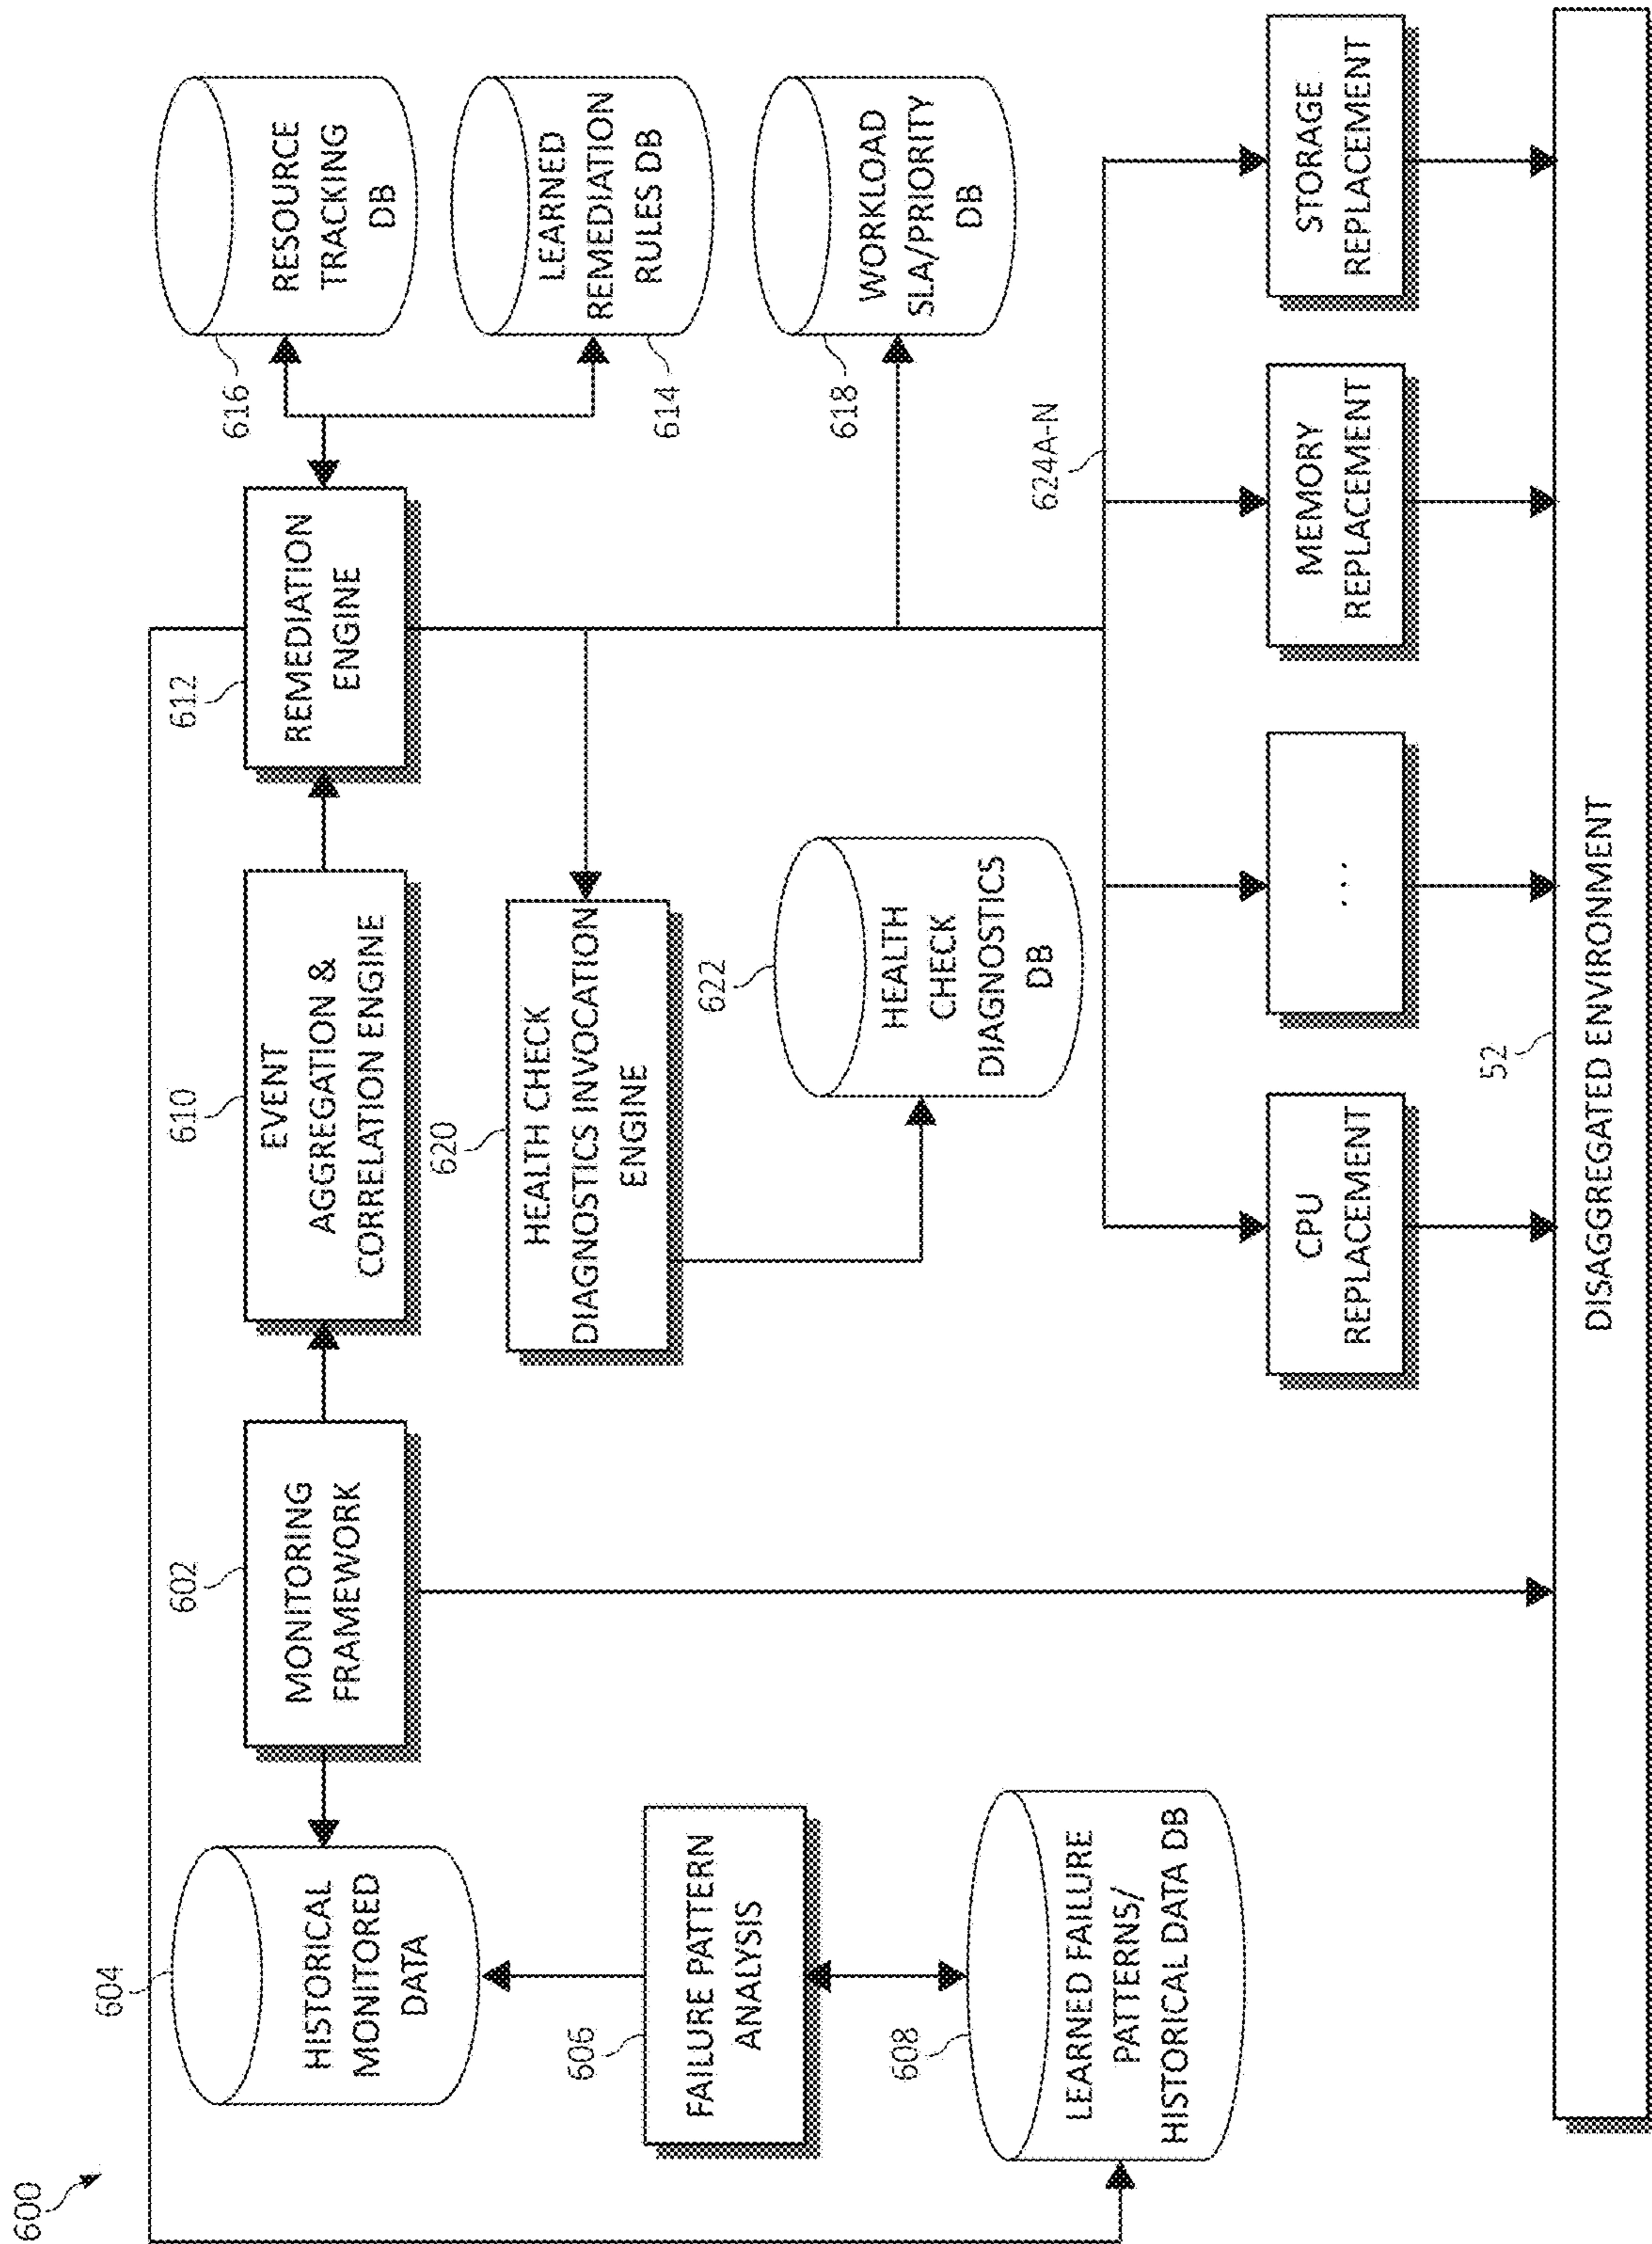 600
604
HISTORICAL
MONITORED
DATA
606
FAILURE PATTERN
ANALYSIS
608
LEARNED FAILURE
PATTERNS/
HISTORICAL DATA DB
602
MONITORING
FRAMEWORK
610
EVENT
AGGREGATION &
CORRELATION ENGINE
612
REMEDIATION
ENGINE
616
RESOURCE
TRACKING
DB
614
LEARNED
REMEDIATION
RULES DB
618
WORKLOAD
SLA/PRIORITY
DB
620
HEALTH CHECK
DIAGNOSTICS INVOCATION
ENGINE
622
HEALTH
CHECK
DIAGNOSTICS
DB
624A-N
CPU
REPLACEMENT
...
MEMORY
REPLACEMENT
STORAGE
REPLACEMENT
52
DISAGGREGATED ENVIRONMENT